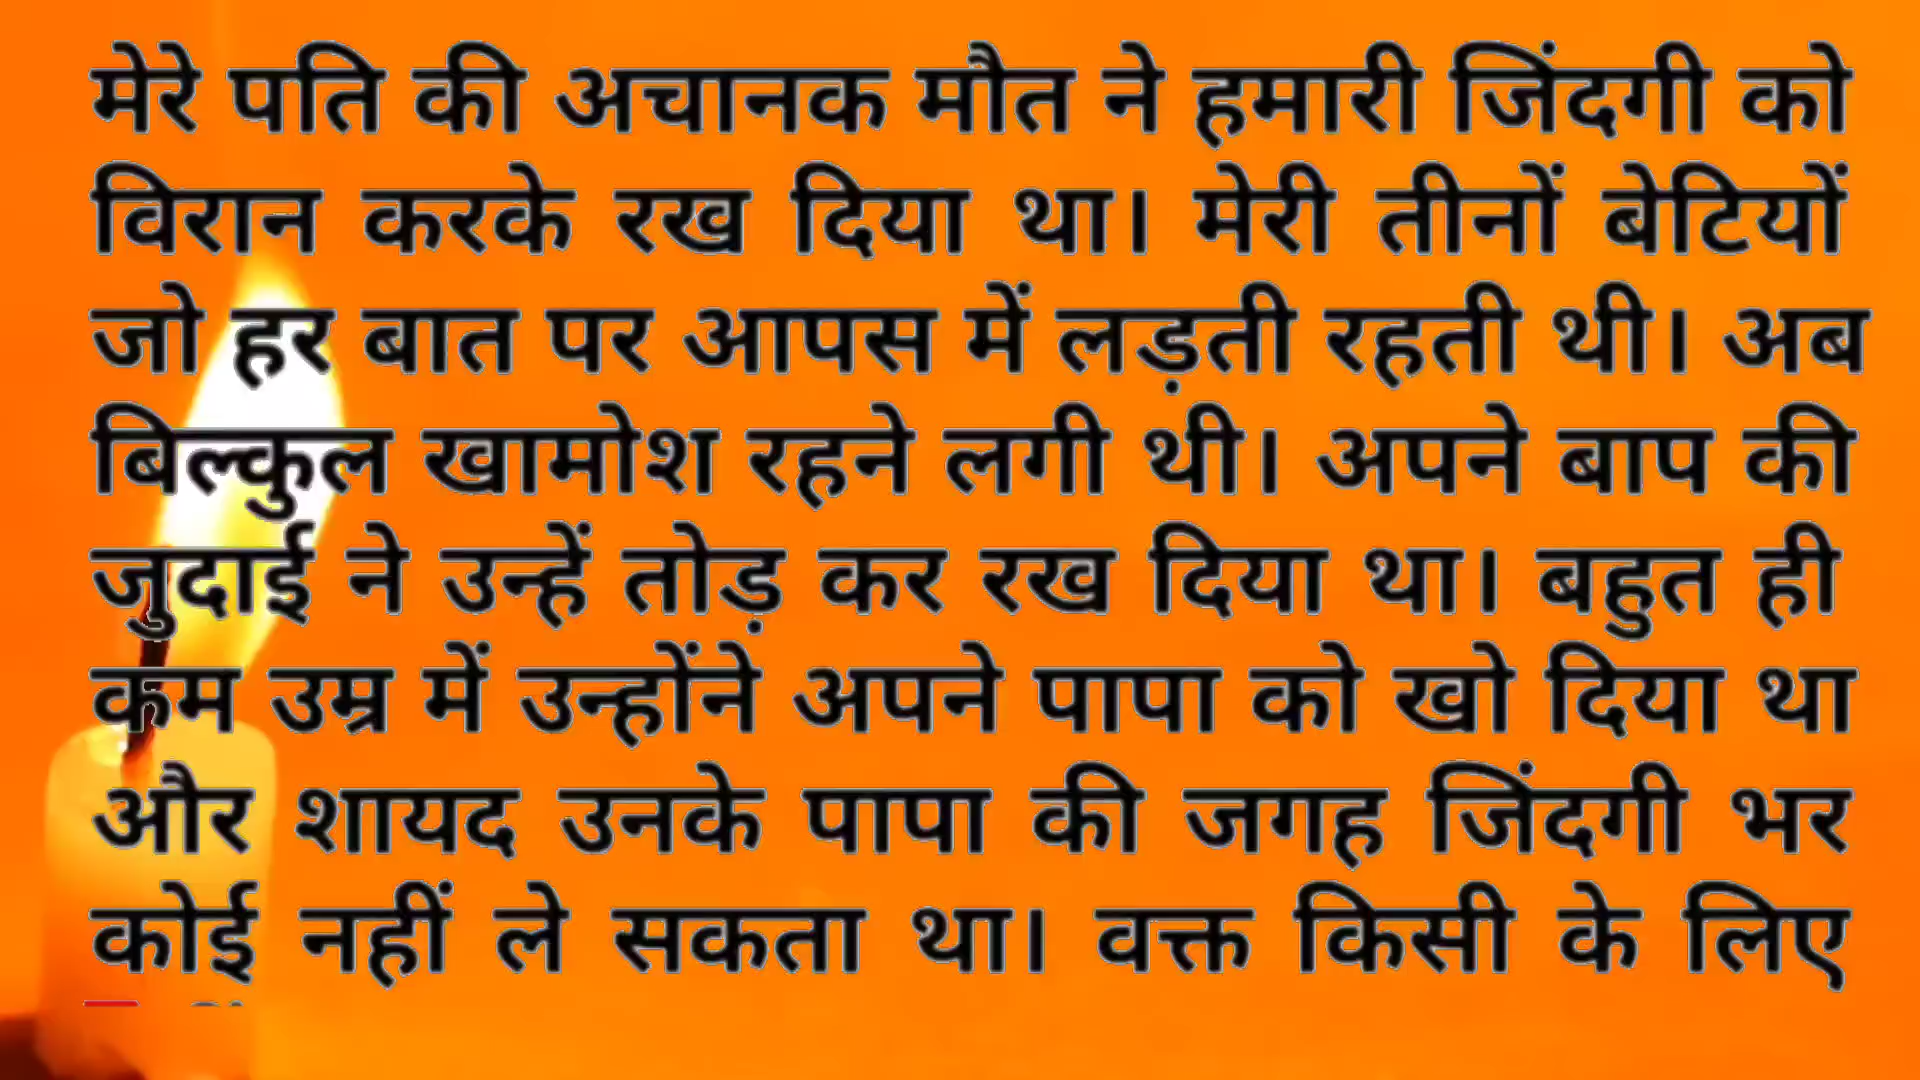 मेरे पति की अचानक मौत ने हमारी जिंदगी को
विरान करके रख दिया था। मेरी तीनों बेटियों
जो हर बात पर आपस में लड़ती रहती थी। अब
बिल्कुल खामोश रहने लगी थी। अपने बाप की
जुदाई ने उन्हें तोड़ कर रख दिया था। बहुत ही
कम उम्र में उन्होंने अपने पापा को खो दिया था
और शायद उनके पापा की जगह जिंदगी भर
कोई नहीं ले सकता था। वक्त किसी के लिए